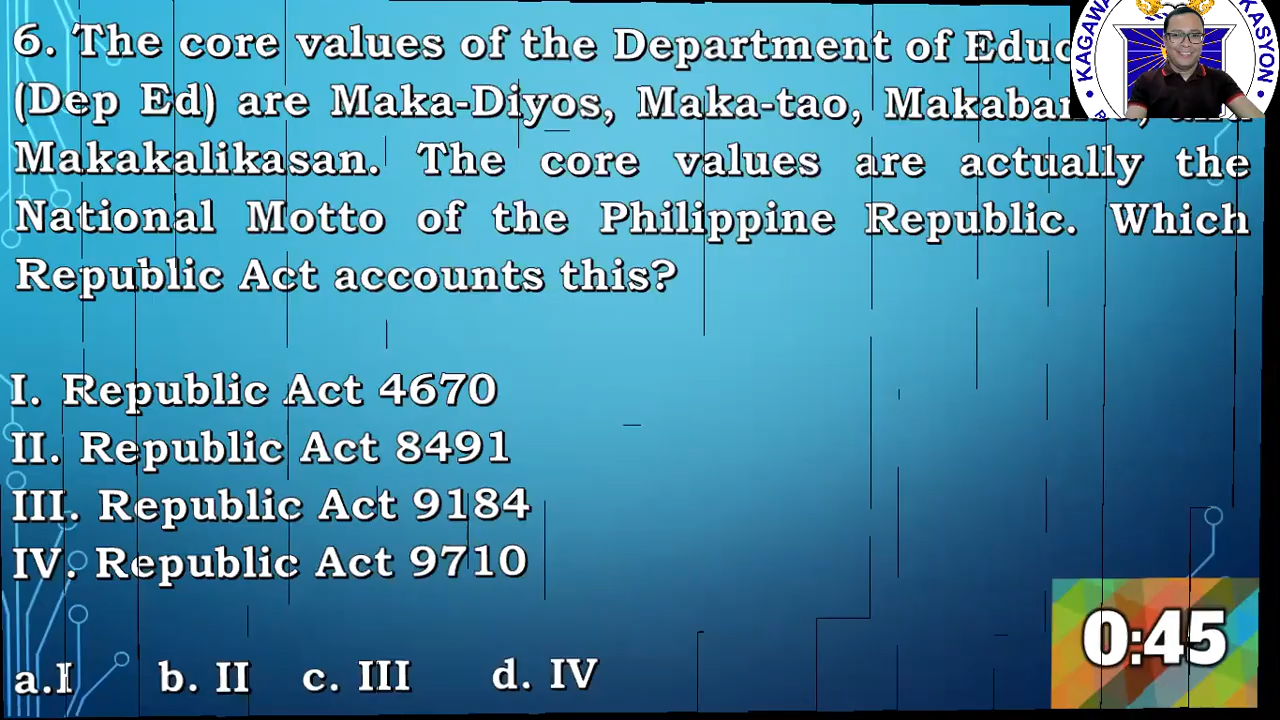 6. The core values of the Department of Educ
(Dep Ed) are Maka-Diyos, Maka-tao,
Makakalikasan. The core values are actually the
National Motto of the Philippine Republic. Which
Republic Act accounts this?
I. Republic Act 4670
II. Republic Act 8491
III. Republic Act 9184
IV. Republic Act 9710
a.I b. II c. III d. IV
0:45